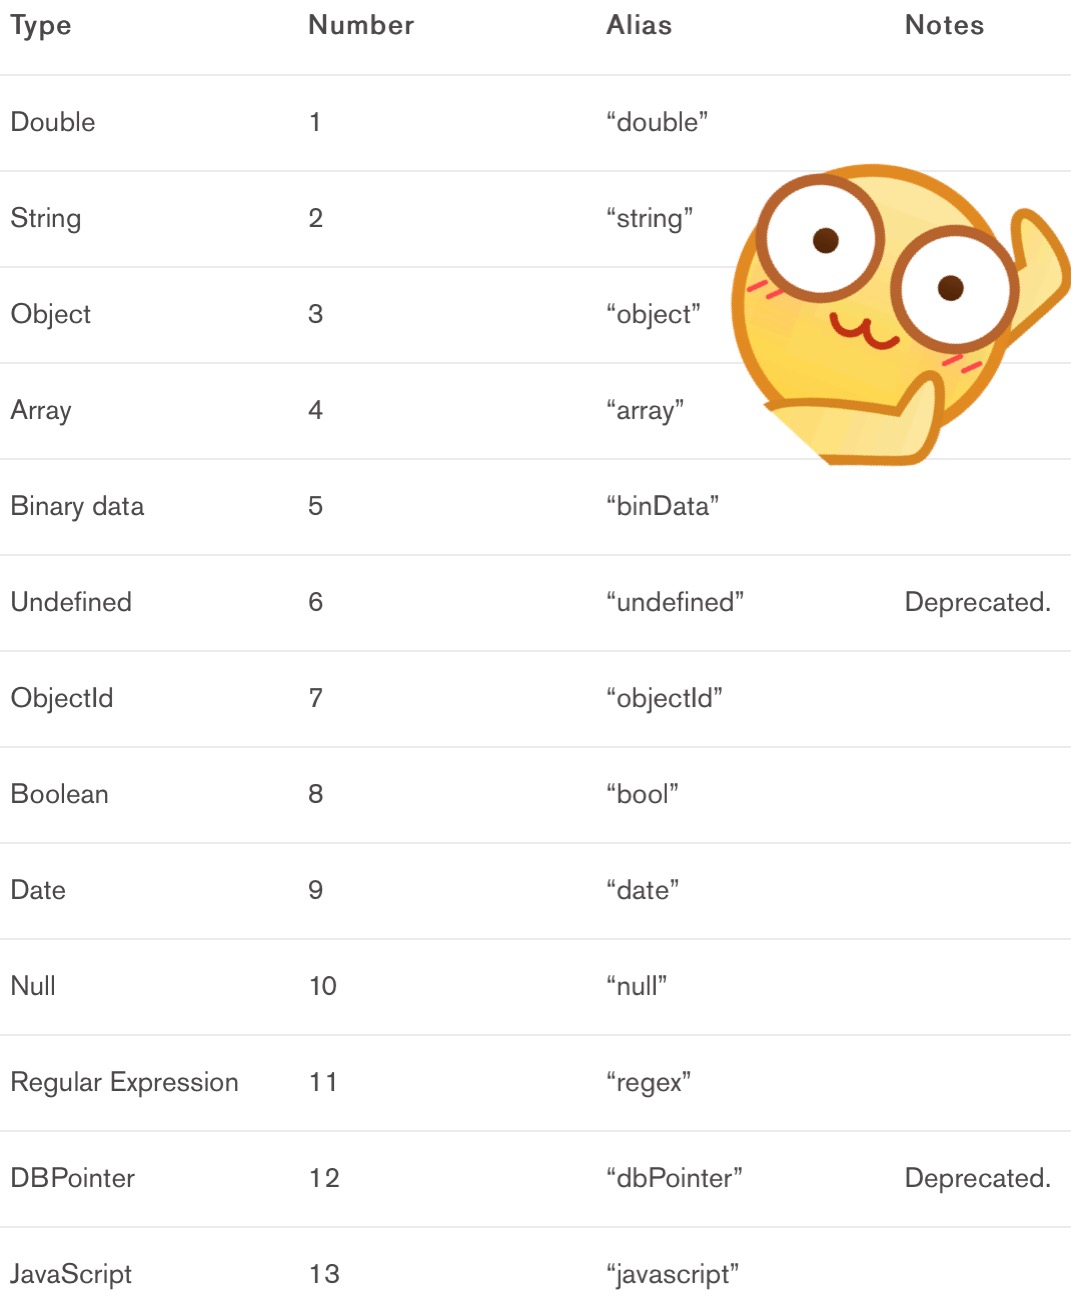 Type Number Alias Notes
Double 1 “double”
String 2 “string”
Object 3 “object”
Array 4 “array”
Binary data 5 “binData”
Undefined 6 “undefined” Deprecated.
ObjectId 7 “objectId”
Boolean 8 “bool”
Date 9 “date”
Null 10 “null”
Regular Expression 11 “regex”
DBPointer 12 “dbPointer” Deprecated.
JavaScript 13 “javascript”